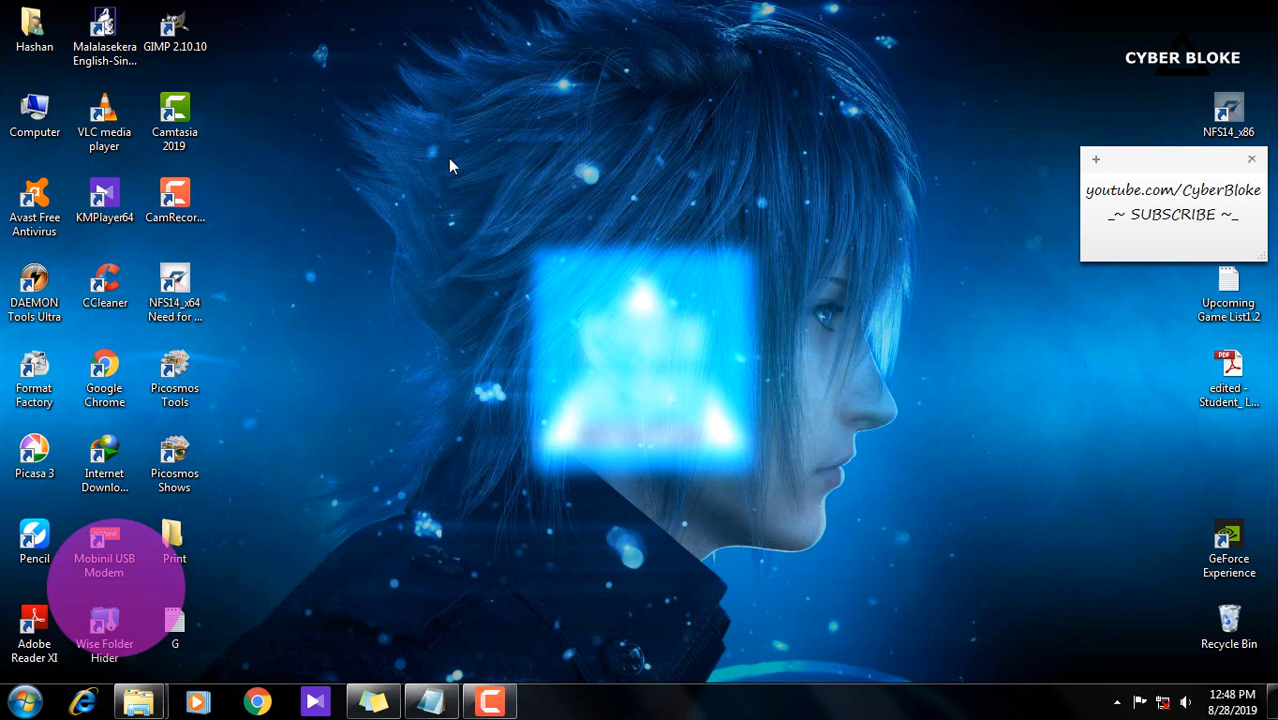 Hashan
Malalasekera
English-Sin...
GIMP 2.10.10
CYBER BLOKE
Computer
VLC media
player
Camtasia
2019
NFS14_x86
Avast Free
Antivirus
KMPlayer64
CamRecor...
youtube.com/CyberBloke
_~ SUBSCRIBE ~_
DAEMON
Tools Ultra
CCleaner
NFS14_x64
Need for ...
Upcoming
Game List1.2
Format
Factory
Google
Chrome
Picosmos
Tools
PDF
edited -
Student_ L...
Picasa 3
Internet
Downlo...
Picosmos
Shows
Pencil
Mobinil USB
Modem
Print
GeForce
Experience
Adobe
Reader XI
Wise Folder
Hider
G
Recycle Bin
12:48 PM
8/28/2019